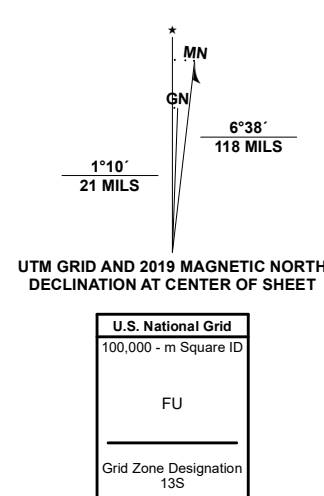 ★
MN
GN
6°38´
118 MILS
1°10´
21 MILS
UTM GRID AND 2019 MAGNETIC NORTH
DECLINATION AT CENTER OF SHEET
U.S. National Grid
100,000 - m Square ID
FU
Grid Zone Designation
13S